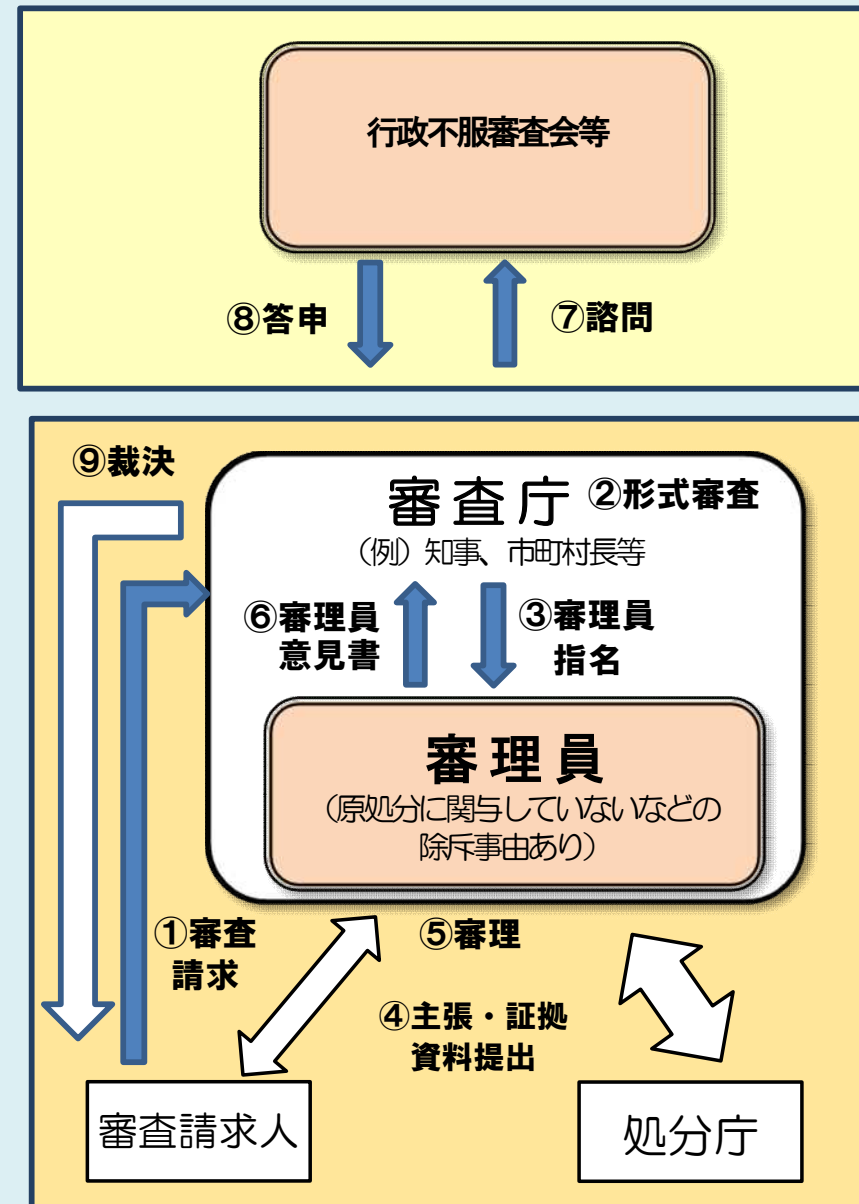 行政不服審査会等
⑧答申
⑦諮問
⑨裁決
審査庁 ②形式審査
（例）知事、市町村長等
⑥審理員
意見書
③審理員
指名
審理員
（原処分に関与していないなどの
除斥事由あり）
①審査
請求
⑤審理
④主張・証拠
資料提出
審査請求人
処分庁